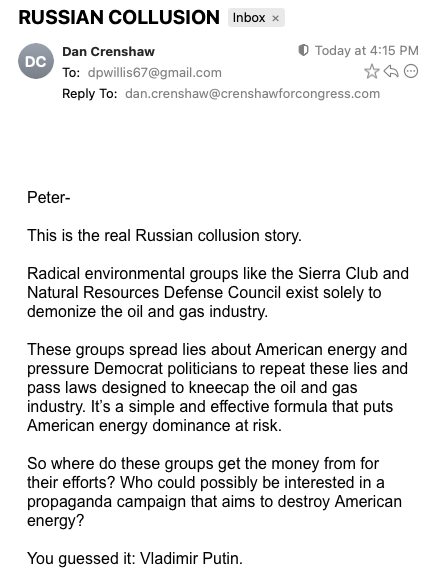 RUSSIAN COLLUSION Inbox ×
DC Dan Crenshaw Today at 4:15 PM
To: dpwillis67@gmail.com
Reply To: dan.crenshaw@crenshawforcongress.com
Peter-
This is the real Russian collusion story.
Radical environmental groups like the Sierra Club and
Natural Resources Defense Council exist solely to
demonize the oil and gas industry.
These groups spread lies about American energy and
pressure Democrat politicians to repeat these lies and
pass laws designed to kneecap the oil and gas
industry. It’s a simple and effective formula that puts
American energy dominance at risk.
So where do these groups get the money from for
their efforts? Who could possibly be interested in a
propaganda campaign that aims to destroy American
energy?
You guessed it: Vladimir Putin.